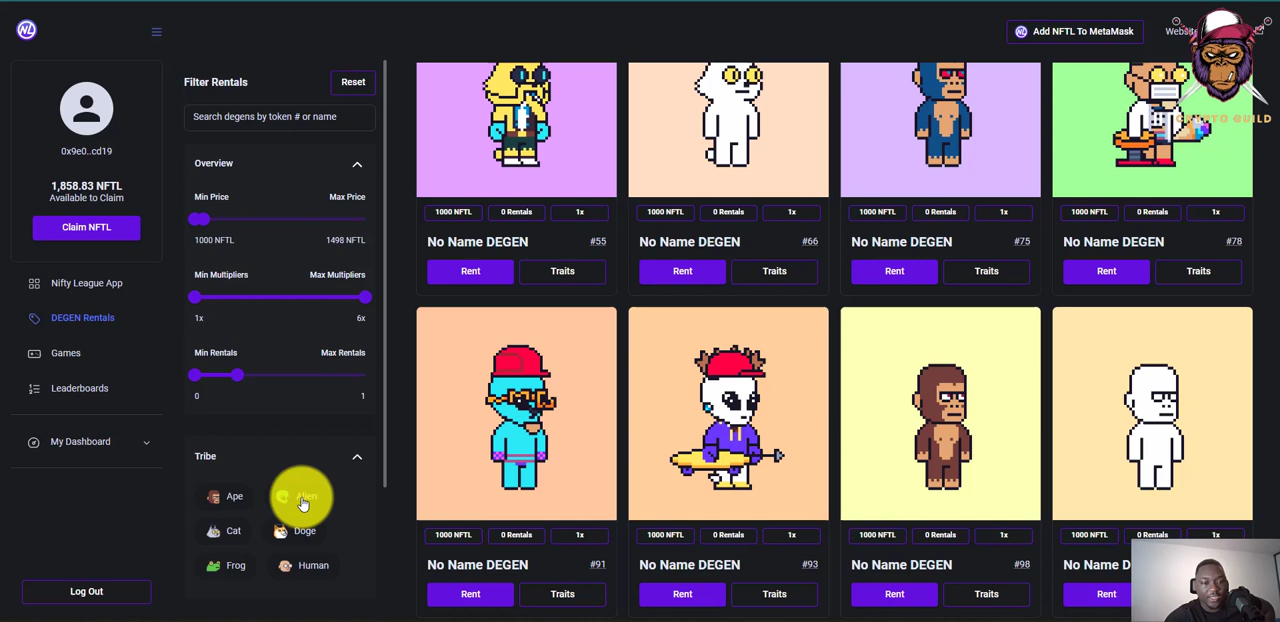 NL
Add NFTL To MetaMask
0x9e0..cd19
1,858.83 NFTL
Available to Claim
Claim NFTL
Nifty League App
DEGEN Rentals
Games
Leaderboards
My Dashboard
Log Out
Filter Rentals
Reset
Search degens by token # or name
Overview
Min Price Max Price
1000 NFTL 1498 NFTL
Min Multipliers Max Multipliers
1x 6x
Min Rentals Max Rentals
0 1
Tribe
Ape Alien
Cat Doge
Frog Human
1000 NFTL 0 Rentals 1x
No Name DEGEN #55
Rent Traits
1000 NFTL 0 Rentals 1x
No Name DEGEN #66
Rent Traits
1000 NFTL 0 Rentals 1x
No Name DEGEN #75
Rent Traits
1000 NFTL 0 Rentals 1x
No Name DEGEN #78
Rent Traits
1000 NFTL 0 Rentals 1x
No Name DEGEN #91
Rent Traits
1000 NFTL 0 Rentals 1x
No Name DEGEN #93
Rent Traits
1000 NFTL 0 Rentals 1x
No Name DEGEN #98
Rent Traits
1000 NFTL 0 Rentals 1x
No Name
Rent